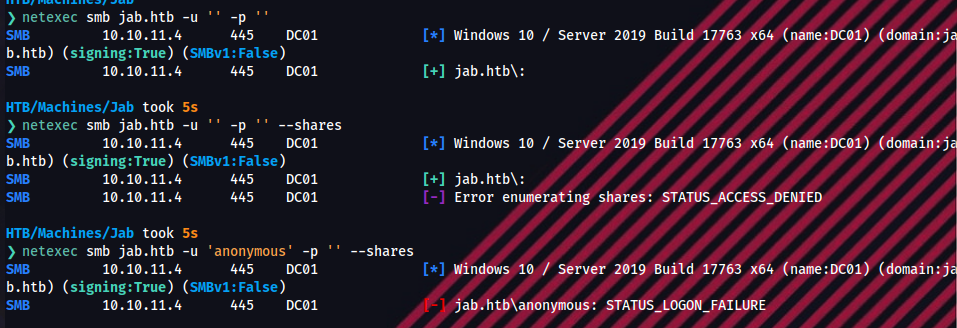 HTB/Machines/Jab
❯ netexec smb jab.htb -u '' -p ''
SMB 10.10.11.4 445 DC01 [*] Windows 10 / Server 2019 Build 17763 x64 (name:DC01) (domain:ja
b.htb) (signing:True) (SMBv1:False)
SMB 10.10.11.4 445 DC01 [+] jab.htb\:
HTB/Machines/Jab took 5s
❯ netexec smb jab.htb -u '' -p '' --shares
SMB 10.10.11.4 445 DC01 [*] Windows 10 / Server 2019 Build 17763 x64 (name:DC01) (domain:ja
b.htb) (signing:True) (SMBv1:False)
SMB 10.10.11.4 445 DC01 [+] jab.htb\:
SMB 10.10.11.4 445 DC01 [-] Error enumerating shares: STATUS_ACCESS_DENIED
HTB/Machines/Jab took 5s
❯ netexec smb jab.htb -u 'anonymous' -p '' --shares
SMB 10.10.11.4 445 DC01 [*] Windows 10 / Server 2019 Build 17763 x64 (name:DC01) (domain:ja
b.htb) (signing:True) (SMBv1:False)
SMB 10.10.11.4 445 DC01 [-] jab.htb\anonymous: STATUS_LOGON_FAILURE